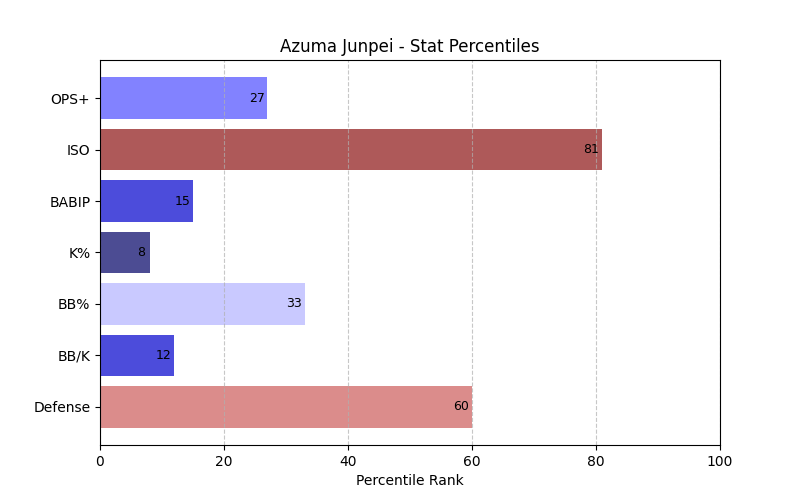 Azuma Junpei - Stat Percentiles
OPS+ 27
ISO 81
BABIP 15
K% 8
BB% 33
BB/K 12
Defense 60
0 20 40 60 80 100
Percentile Rank